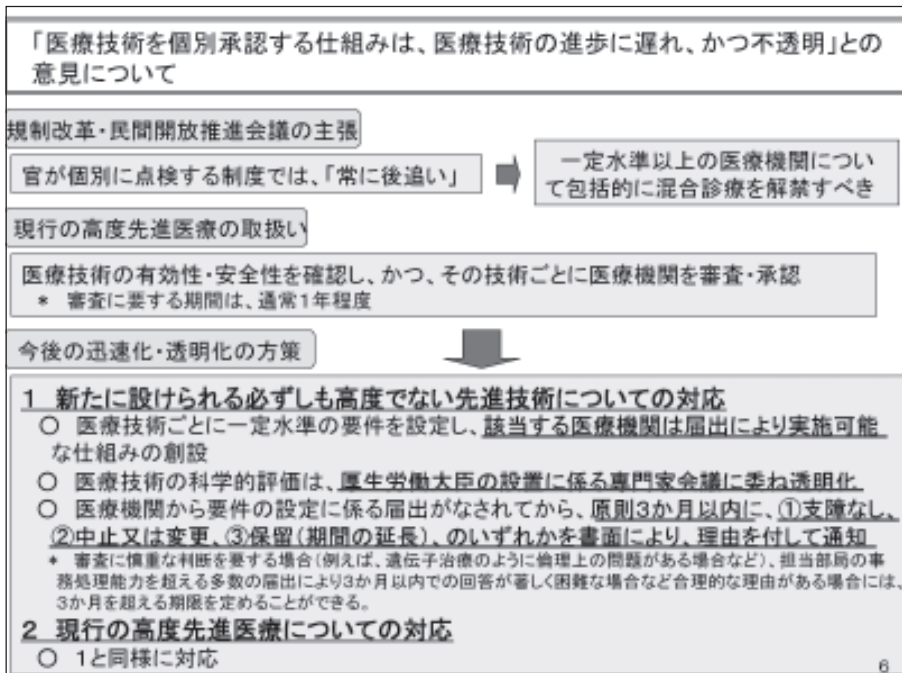 「医療技術を個別承認する仕組みは、医療技術の進歩に遅れ、かつ不透明」との
意見について
規制改革・民間開放推進会議の主張
官が個別に点検する制度では、「常に後追い」
一定水準以上の医療機関につい
て包括的に混合診療を解禁すべき
現行の高度先進医療の取扱い
医療技術の有効性・安全性を確認し、かつ、その技術ごとに医療機関を審査・承認
* 審査に要する期間は、通常1年程度
今後の迅速化・透明化の方策
1 新たに設けられる必ずしも高度でない先進技術についての対応
○ 医療技術ごとに一定水準の要件を設定し、該当する医療機関は届出により実施可能
な仕組みの創設
○ 医療技術の科学的評価は、厚生労働大臣の設置に係る専門家会議に委ね透明化
○ 医療機関から要件の設定に係る届出がなされてから、原則3か月以内に、①支障なし、
②中止又は変更、③保留(期間の延長)、のいずれかを書面により、理由を付して通知
* 審査に慎重な判断を要する場合(例えば、遺伝子治療のように倫理上の問題がある場合など)、担当部局の事
務処理能力を超える多数の届出により3か月以内での回答が著しく困難な場合など合理的な理由がある場合には、
3か月を超える期限を定めることができる。
2 現行の高度先進医療についての対応
○ 1と同様に対応
6